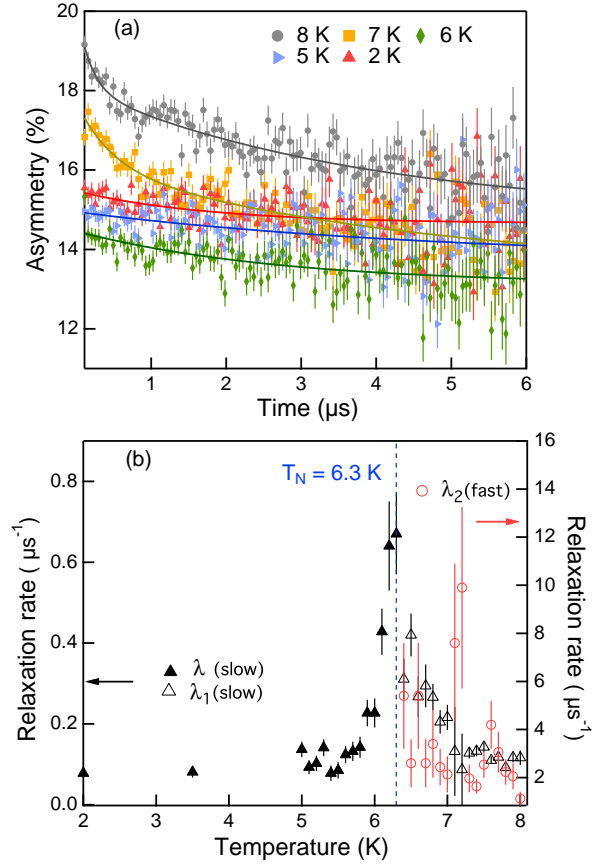 (a)
8 K 7 K 6 K
5 K 2 K
20
18
16
14
12
Asymmetry (%)
1 2 3 4 5 6
Time (μs)
(b)
T_N = 6.3 K
λ₂(fast)
λ (slow)
λ₁(slow)
0.8
0.6
0.4
0.2
0.0
Relaxation rate ( μs⁻¹)
16
14
12
10
8
6
4
2
Relaxation rate ( μs⁻¹)
2 3 4 5 6 7 8
Temperature (K)